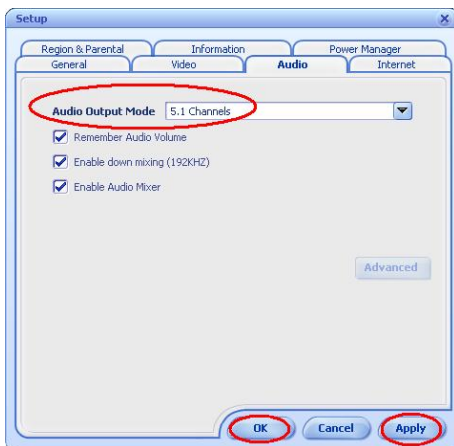 Setup
Region & Parental Information Power Manager
General Video Audio Internet
Audio Output Mode 5.1 Channels
Remember Audio Volume
Enable down mixing (192KHZ)
Enable Audio Mixer
Advanced
OK Cancel Apply